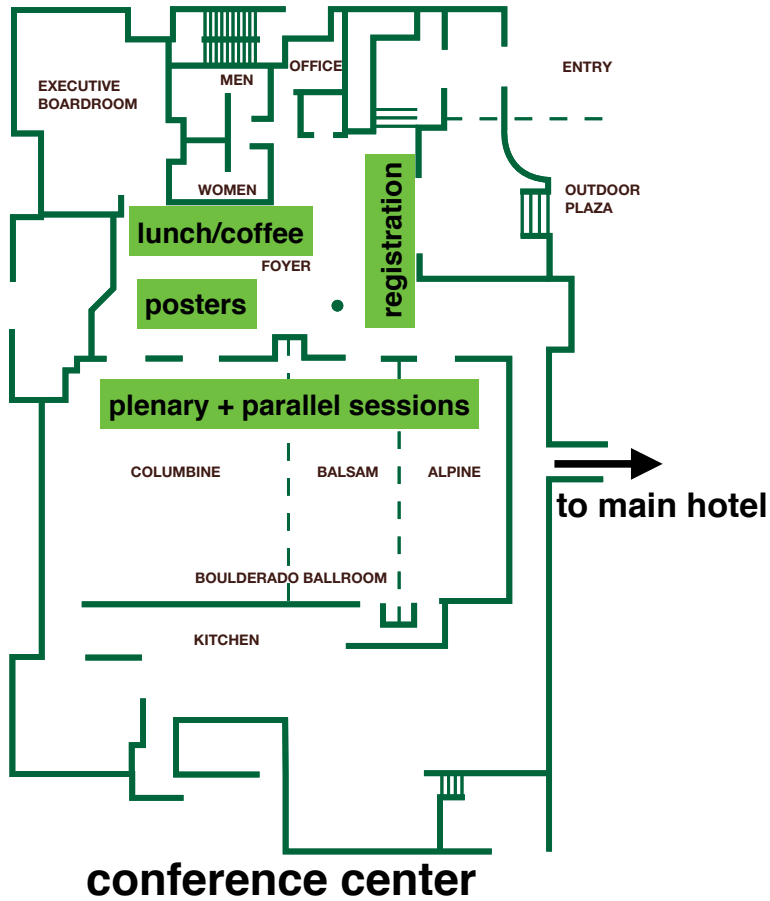 OFFICE
MEN
ENTRY
EXECUTIVE
BOARDROOM
WOMEN
OUTDOOR
PLAZA
registration
lunch/coffee
FOYER
posters
plenary + parallel sessions
COLUMBINE
BALSAM
ALPINE
to main hotel
BOULDERADO BALLROOM
KITCHEN
conference center